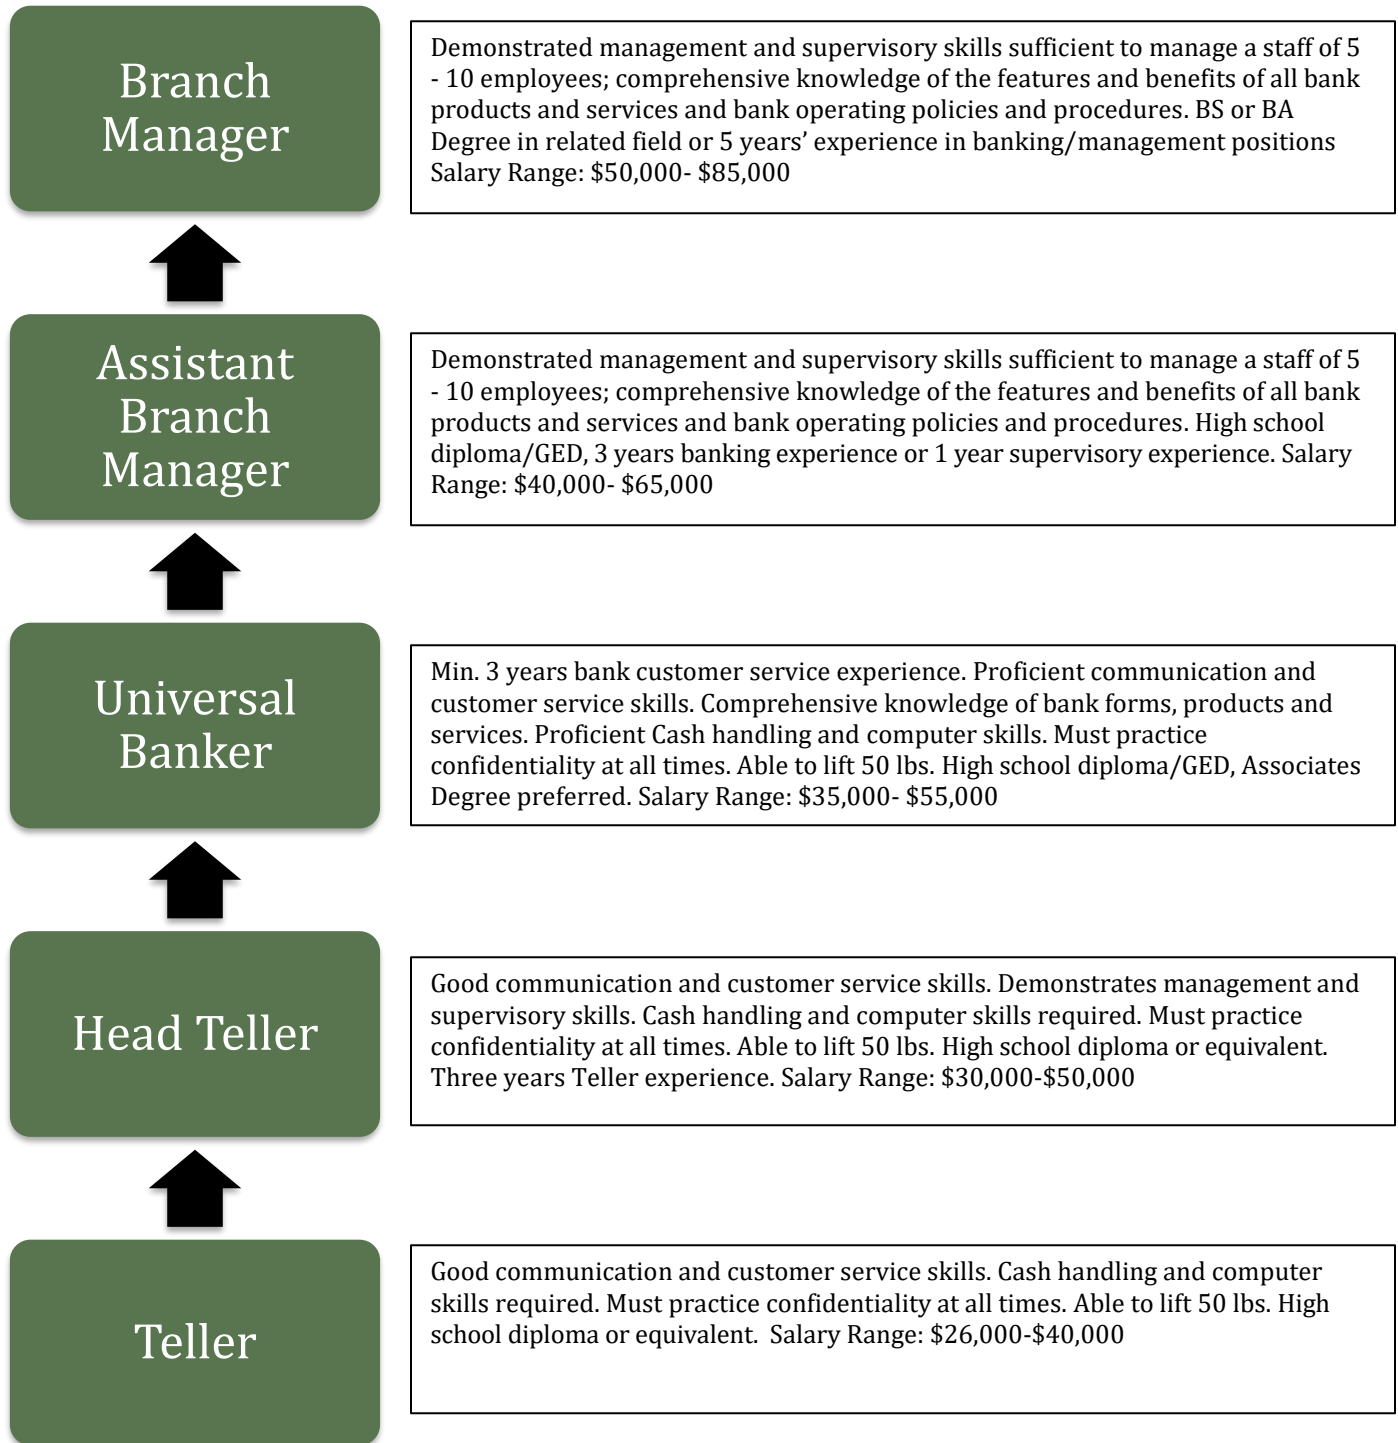 Branch
Manager
Demonstrated management and supervisory skills sufficient to manage a staff of 5
- 10 employees; comprehensive knowledge of the features and benefits of all bank
products and services and bank operating policies and procedures. BS or BA
Degree in related field or 5 years’ experience in banking/management positions
Salary Range: $50,000- $85,000
Assistant
Branch
Manager
Demonstrated management and supervisory skills sufficient to manage a staff of 5
- 10 employees; comprehensive knowledge of the features and benefits of all bank
products and services and bank operating policies and procedures. High school
diploma/GED, 3 years banking experience or 1 year supervisory experience. Salary
Range: $40,000- $65,000
Universal
Banker
Min. 3 years bank customer service experience. Proficient communication and
customer service skills. Comprehensive knowledge of bank forms, products and
services. Proficient Cash handling and computer skills. Must practice
confidentiality at all times. Able to lift 50 lbs. High school diploma/GED, Associates
Degree preferred. Salary Range: $35,000- $55,000
Head Teller
Good communication and customer service skills. Demonstrates management and
supervisory skills. Cash handling and computer skills required. Must practice
confidentiality at all times. Able to lift 50 lbs. High school diploma or equivalent.
Three years Teller experience. Salary Range: $30,000-$50,000
Teller
Good communication and customer service skills. Cash handling and computer
skills required. Must practice confidentiality at all times. Able to lift 50 lbs. High
school diploma or equivalent.  Salary Range: $26,000-$40,000